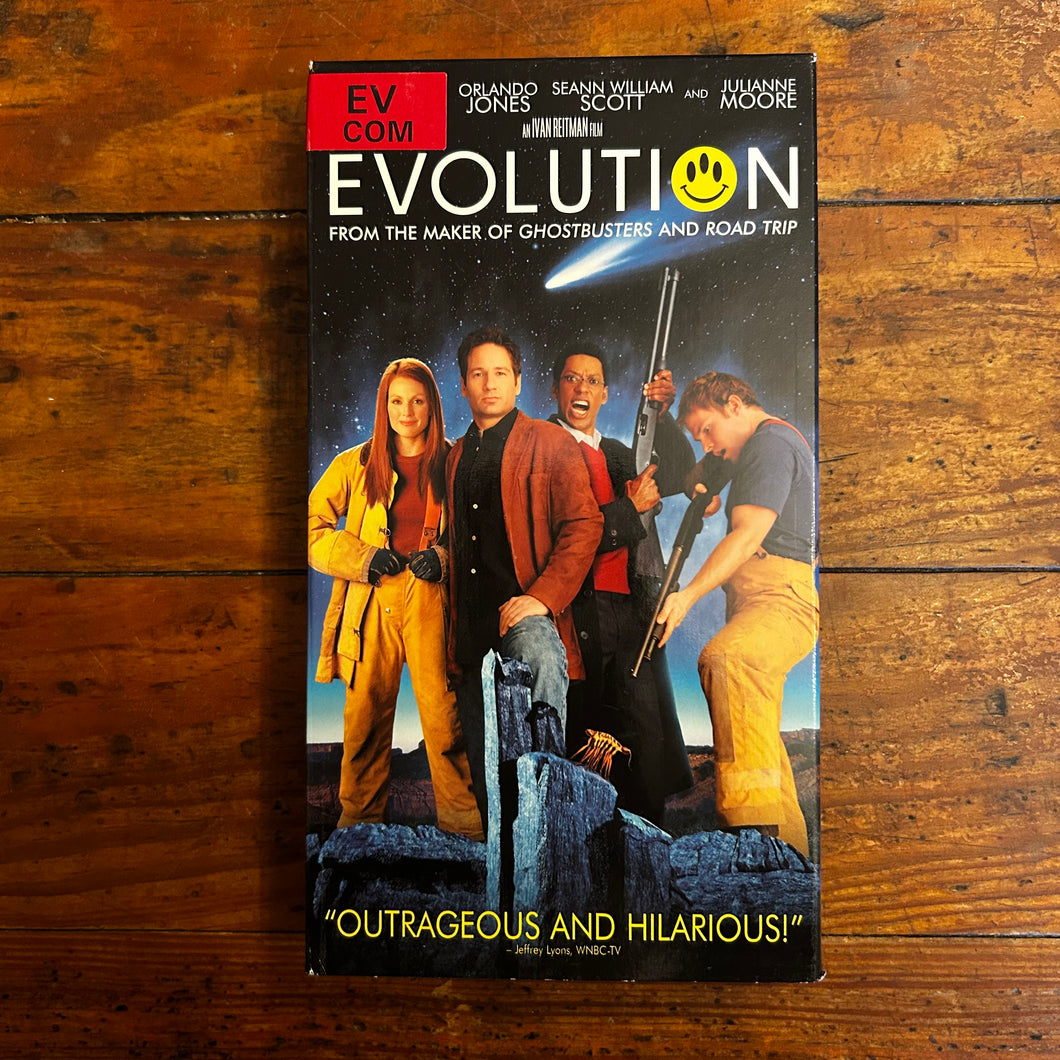 EV
COM
ORLANDO JONES SEANN WILLIAM SCOTT AND JULIANNE MOORE
AN IVAN REITMAN FILM
EVOLUTION
FROM THE MAKER OF GHOSTBUSTERS AND ROAD TRIP
“OUTRAGEOUS AND HILARIOUS!”
– Jeffrey Lyons, WNBC-TV